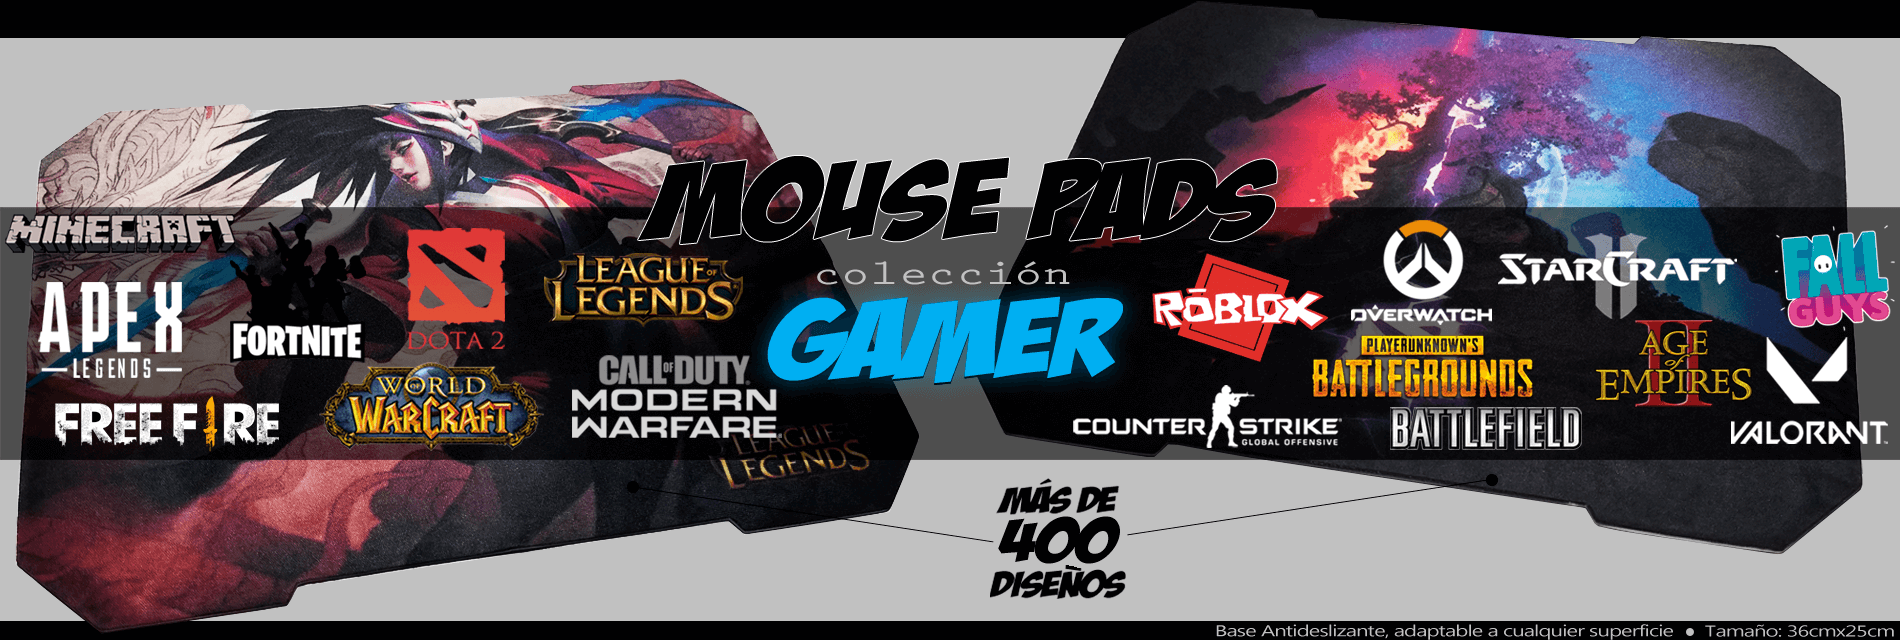 MOUSE PADS
colección
GAMER
MINECRAFT
APEX
LEGENDS
FORTNITE
FREE FIRE
DOTA 2
WORLD
OF
WARCRAFT
LEAGUE OF
LEGENDS
CALL OF DUTY
MODERN
WARFARE
LEAGUE
LEGENDS
RŌBLOX
OVERWATCH
STARCRAFT
II
FALL
GUYS
PLAYERUNKNOWN'S
BATTLEGROUNDS
AGE
of
EMPIRES
II
COUNTER STRIKE
GLOBAL OFFENSIVE
BATTLEFIELD
VALORANT
MÁS DE
400
DISEÑOS
Base Antideslizante, adaptable a cualquier superficie ● Tamaño: 36cmx25cm